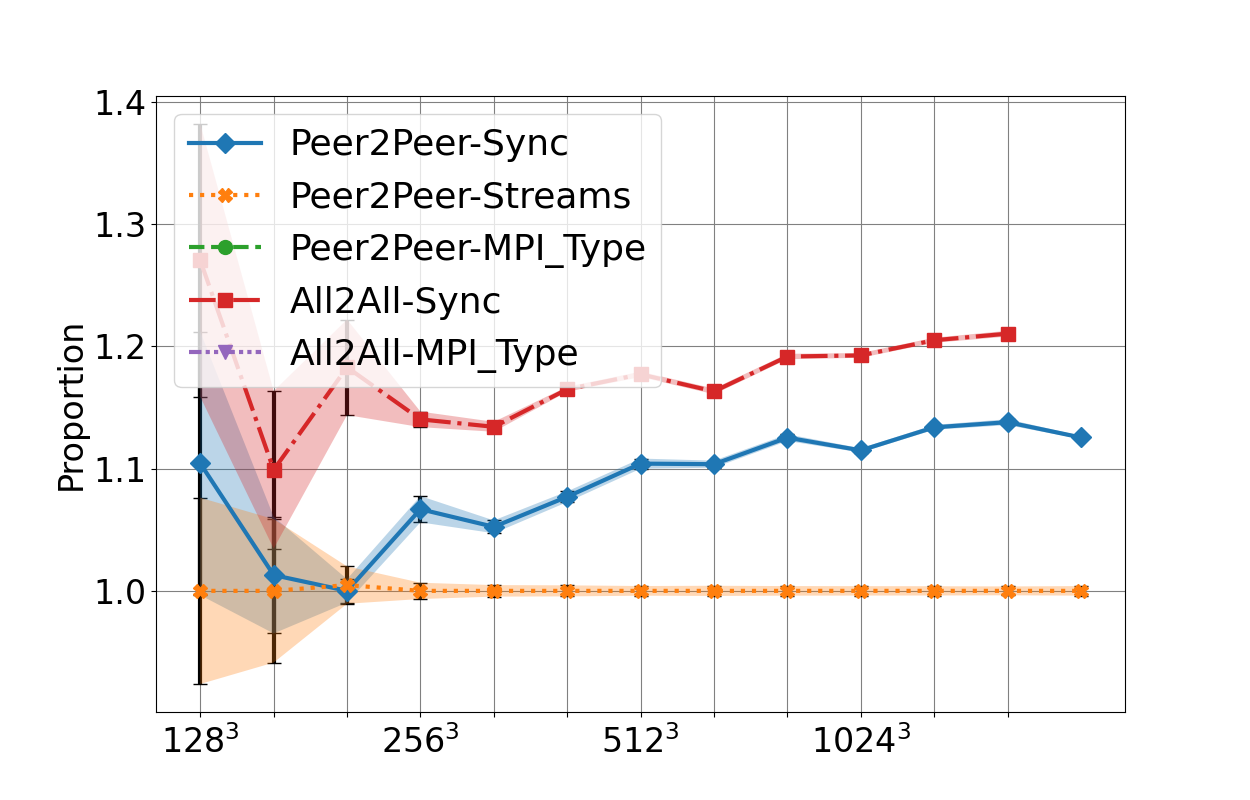 1.4
1.3
1.2
1.1
1.0
Proportion
Peer2Peer-Sync
Peer2Peer-Streams
Peer2Peer-MPI_Type
All2All-Sync
All2All-MPI_Type
128³ 256³ 512³ 1024³